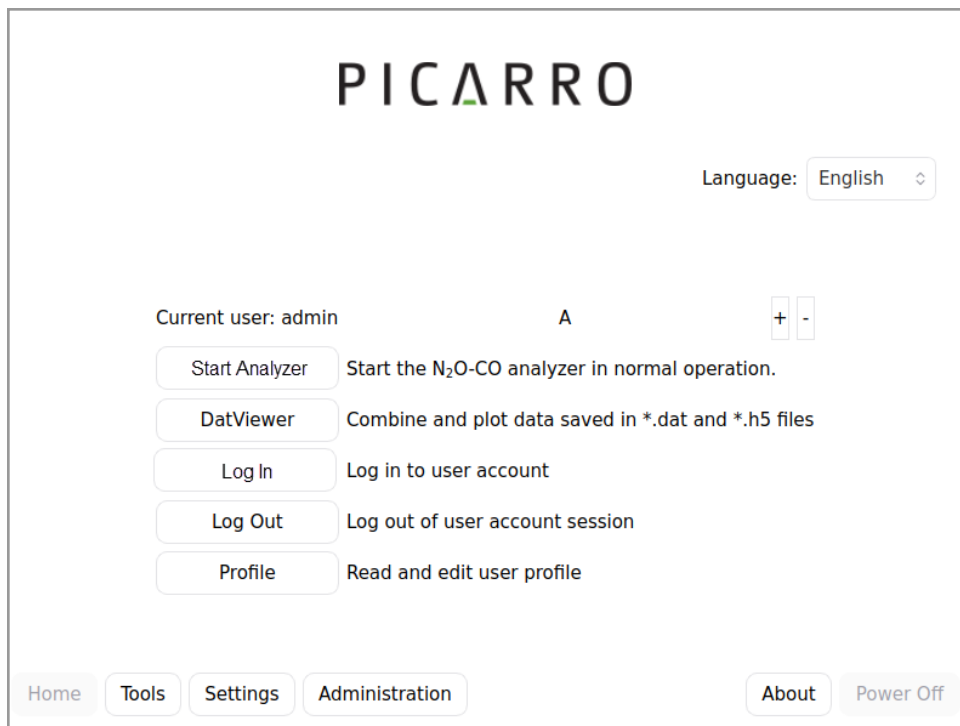 PICARRO
Language: English
Current user: admin A + -
Start Analyzer Start the N₂O-CO analyzer in normal operation.
DatViewer Combine and plot data saved in *.dat and *.h5 files
Log In Log in to user account
Log Out Log out of user account session
Profile Read and edit user profile
Home Tools Settings Administration About Power Off